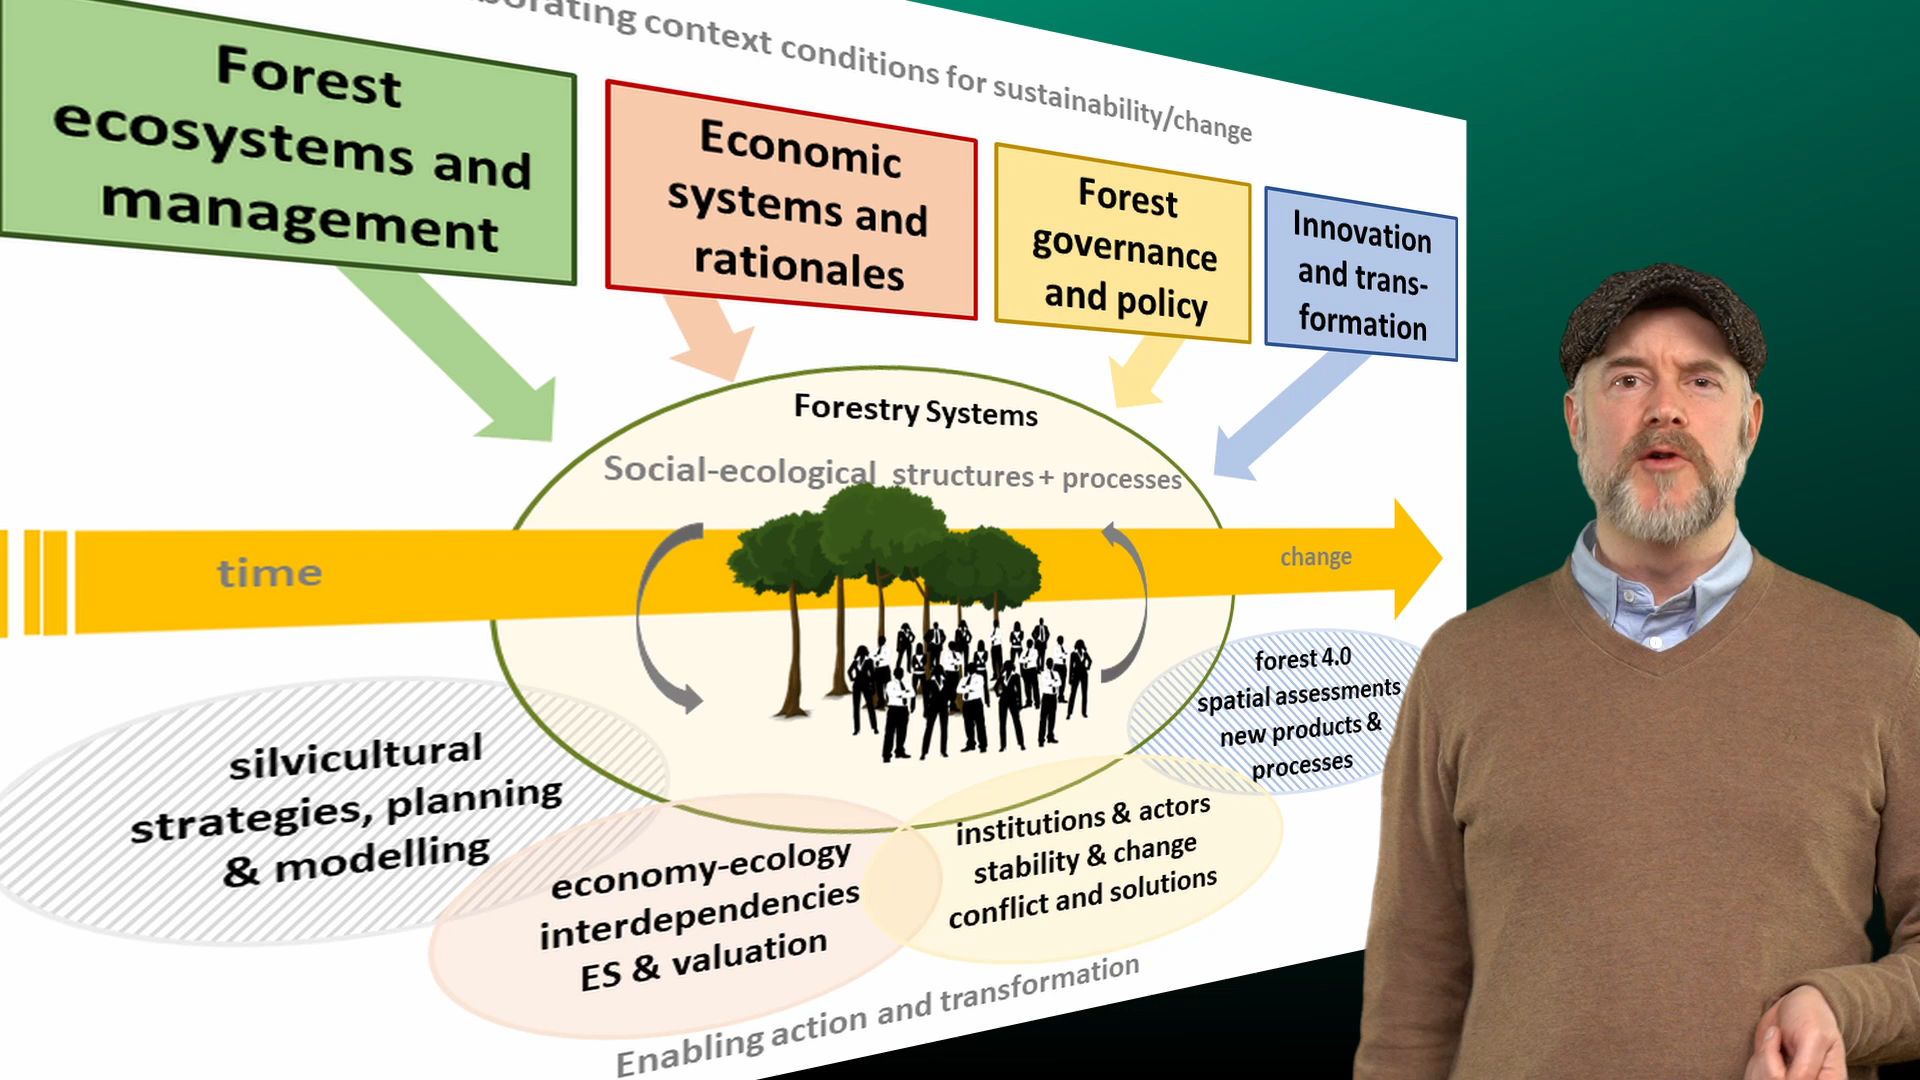 context conditions for sustainability/change
Forest
ecosystems and
management
Economic
systems and
rationales
Forest
governance
and policy
Innovation
and trans-
formation
Forestry Systems
Social-ecological structures + processes
time
change
forest 4.0
spatial assessments
new products &
processes
silvicultural
strategies, planning
& modelling
economy-ecology
interdependencies
ES & valuation
institutions & actors
stability & change
conflict and solutions
Enabling action and transformation